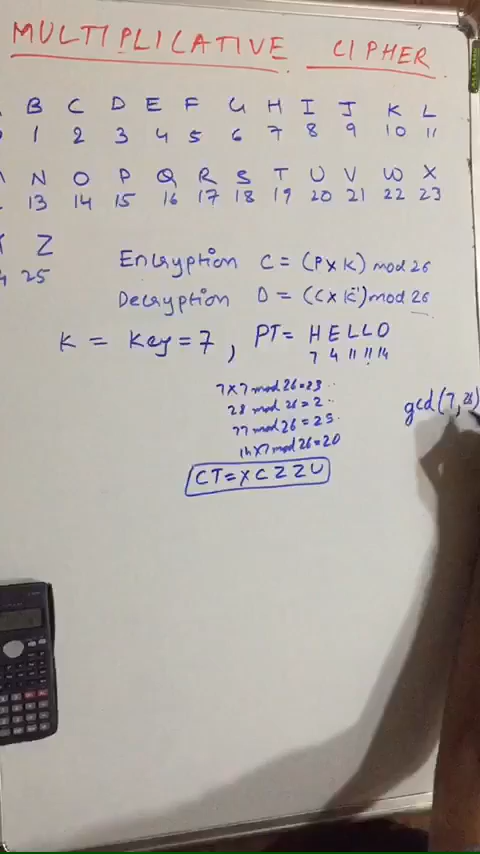 MULTIPLICATIVE CIPHER
B C D E F G H I J K L
1 2 3 4 5 6 7 8 9 10 11
N O P Q R S T U V W X
13 14 15 16 17 18 19 20 21 22 23
Z
25
Encryption C = (P x K) mod 26
Decryption D = (C x K⁻¹) mod 26
K = Key = 7, PT = HELLO
7 4 11 11 14
7x7 mod 26 = 23
28 mod 26 = 2
77 mod 26 = 25
14x7 mod 26 = 20
gcd(7, 26)
CT = XCZZU